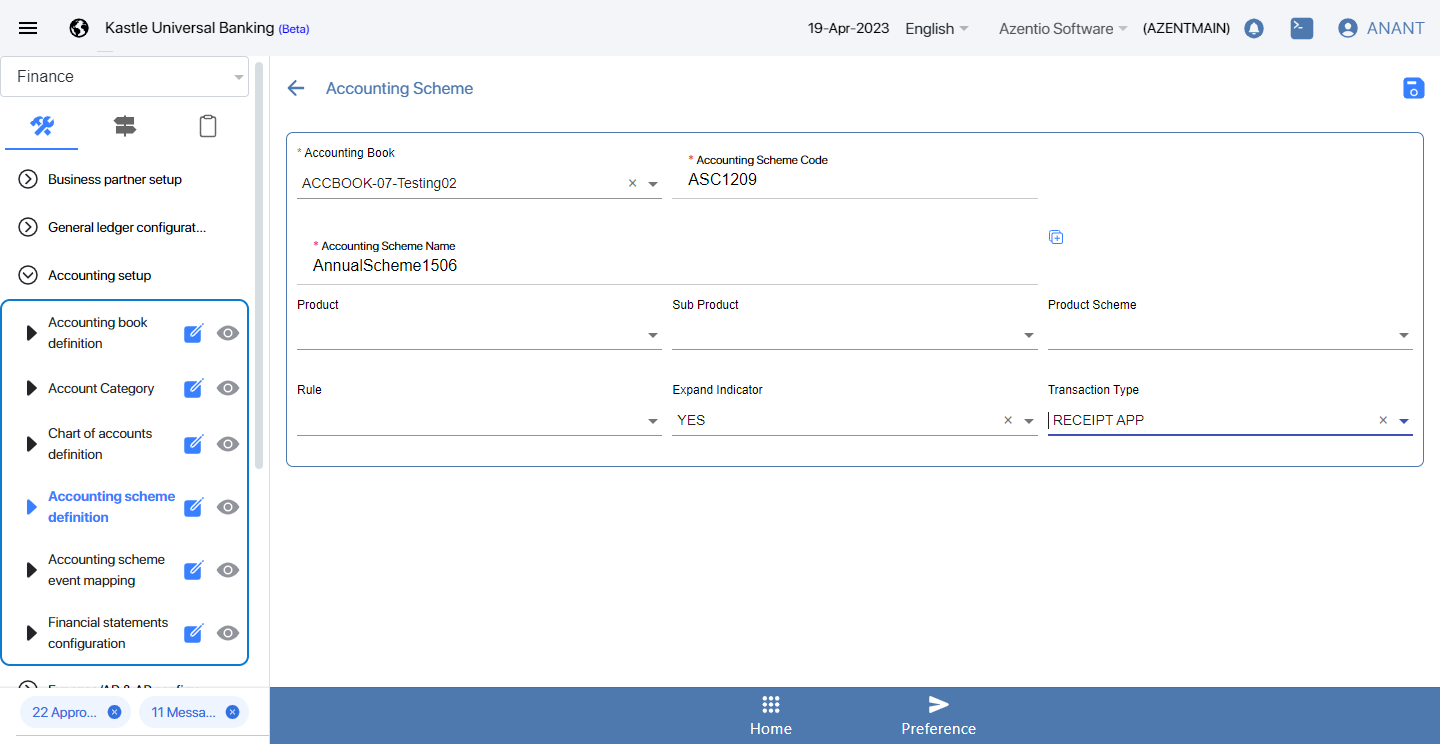 Kastle Universal Banking (Beta)
19-Apr-2023
English
Azentio Software
(AZENTMAIN)
ANANT
Finance
Business partner setup
General ledger configurat...
Accounting setup
Accounting book
definition
Account Category
Chart of accounts
definition
Accounting scheme
definition
Accounting scheme
event mapping
Financial statements
configuration
22 Appro...
11 Messa...
Accounting Scheme
* Accounting Book
ACCBOOK-07-Testing02
* Accounting Scheme Code
ASC1209
* Accounting Scheme Name
AnnualScheme1506
Product
Sub Product
Product Scheme
Rule
Expand Indicator
YES
Transaction Type
RECEIPT APP
Home
Preference